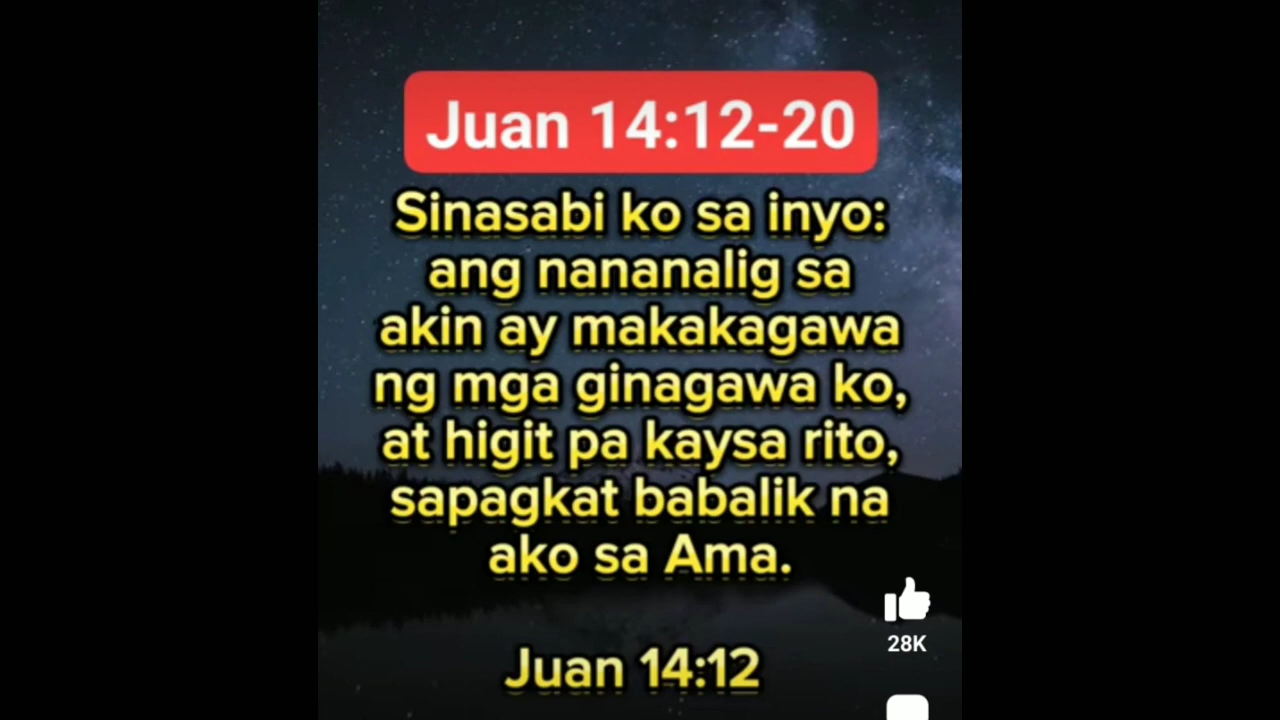 Juan 14:12-20
Sinasabi ko sa inyo:
ang nananalig sa
akin ay makakagawa
ng mga ginagawa ko,
at higit pa kaysa rito,
sapagkat babalik na
ako sa Ama.
Juan 14:12
28K